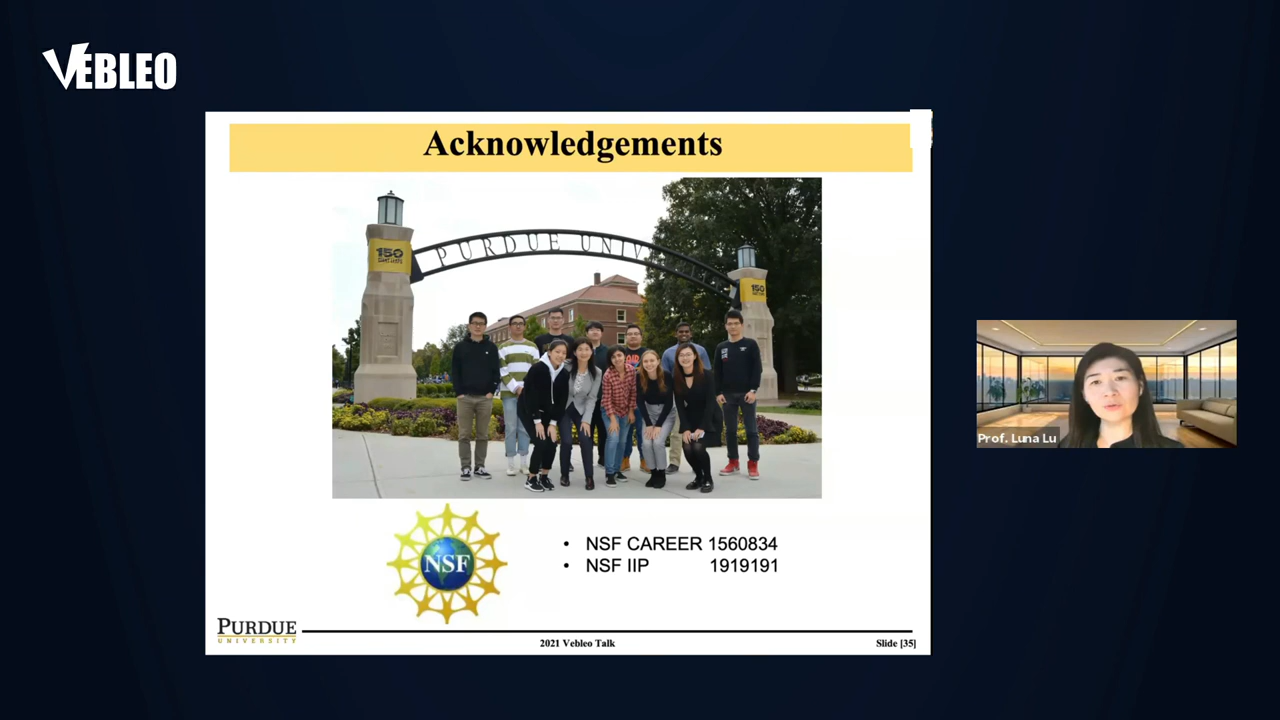 VEBLEO
Acknowledgements
PURDUE UNIV
150
150
NSF
• NSF CAREER 1560834
• NSF IIP 1919191
PURDUE
UNIVERSITY
2021 Vebleo Talk
Slide [35]
Prof. Luna Lu